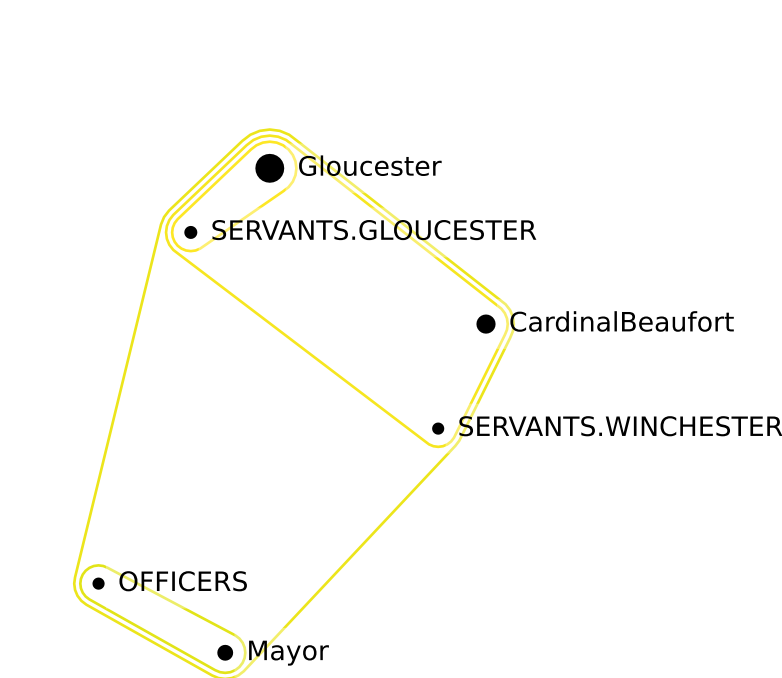 Gloucester
SERVANTS.GLOUCESTER
CardinalBeaufort
SERVANTS.WINCHESTER
OFFICERS
Mayor